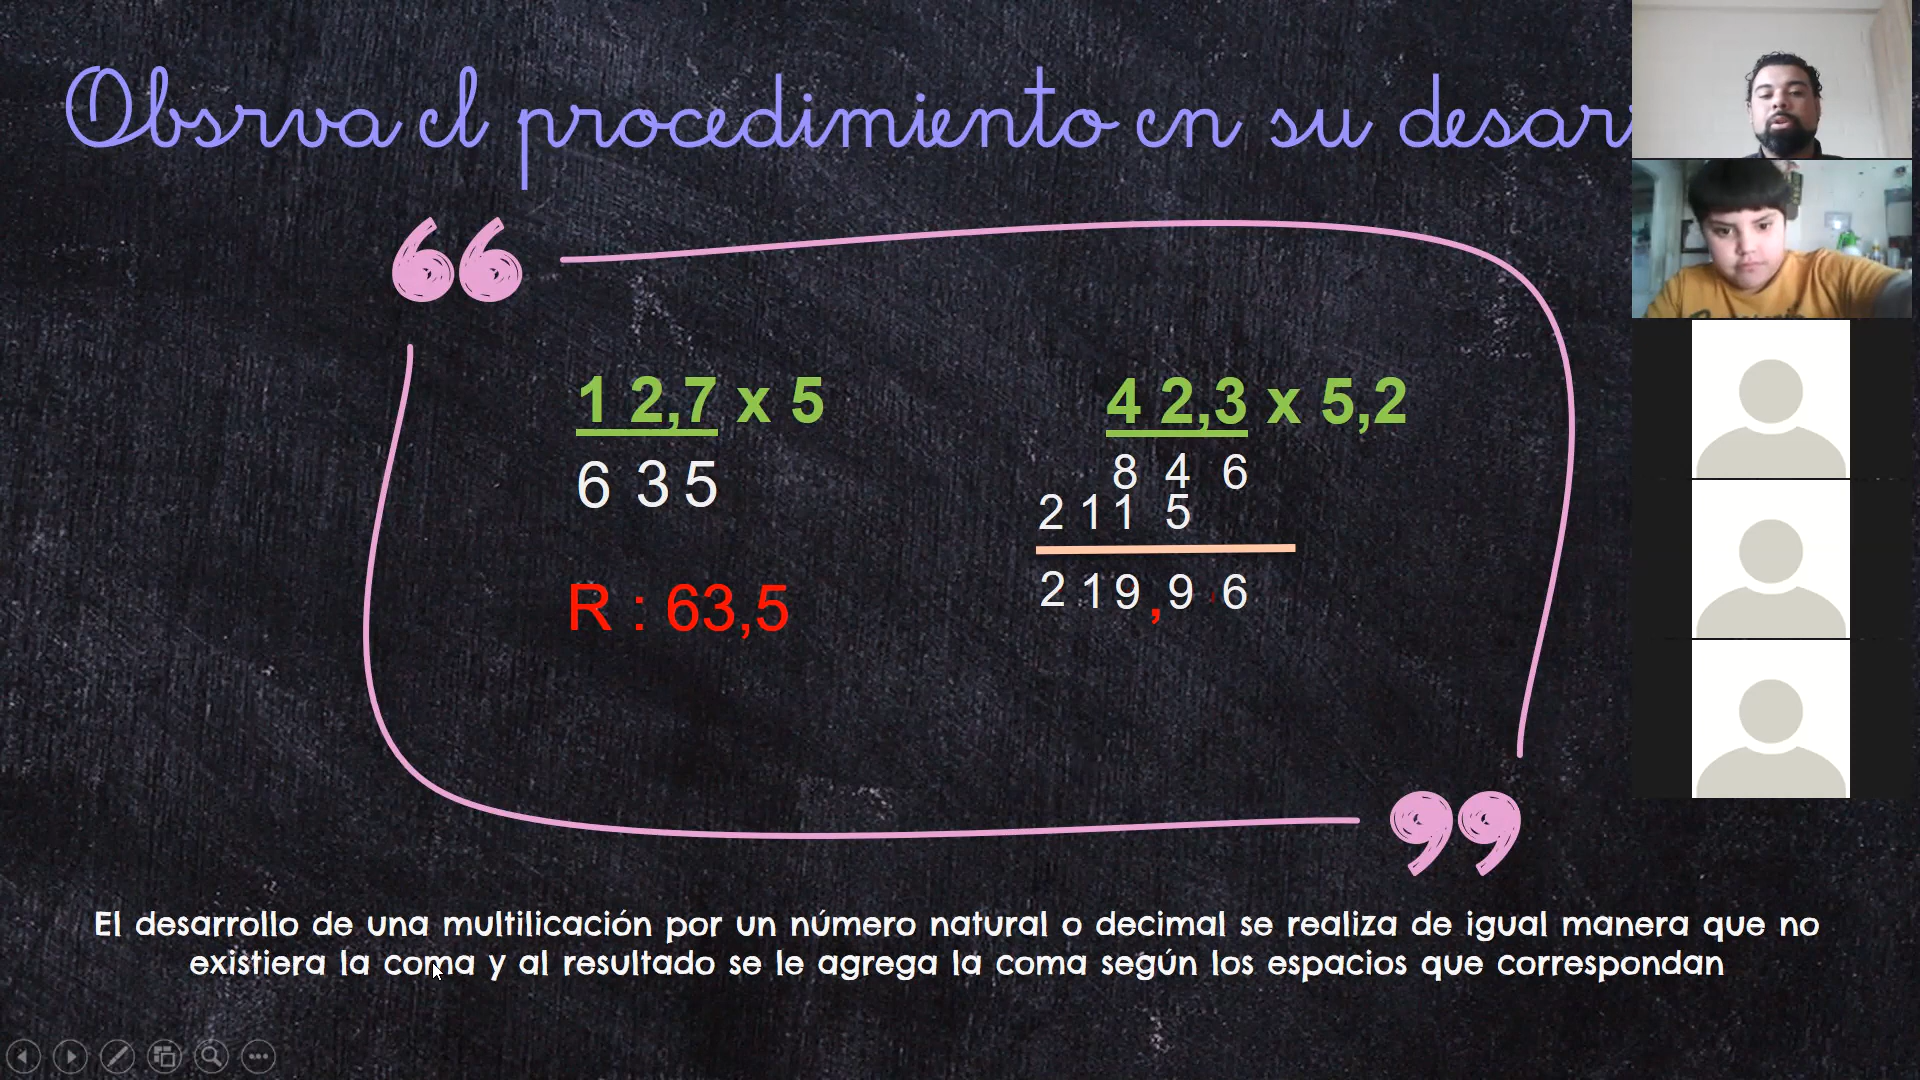 Obsrva el procedimiento en su desarr
1 2,7 x 5
6 3 5
R : 63,5
4 2,3 x 5,2
8 4 6
2 1 1 5
2 1 9 , 9 6
El desarrollo de una multilicación por un número natural o decimal se realiza de igual manera que no
existiera la coma y al resultado se le agrega la coma según los espacios que correspondan